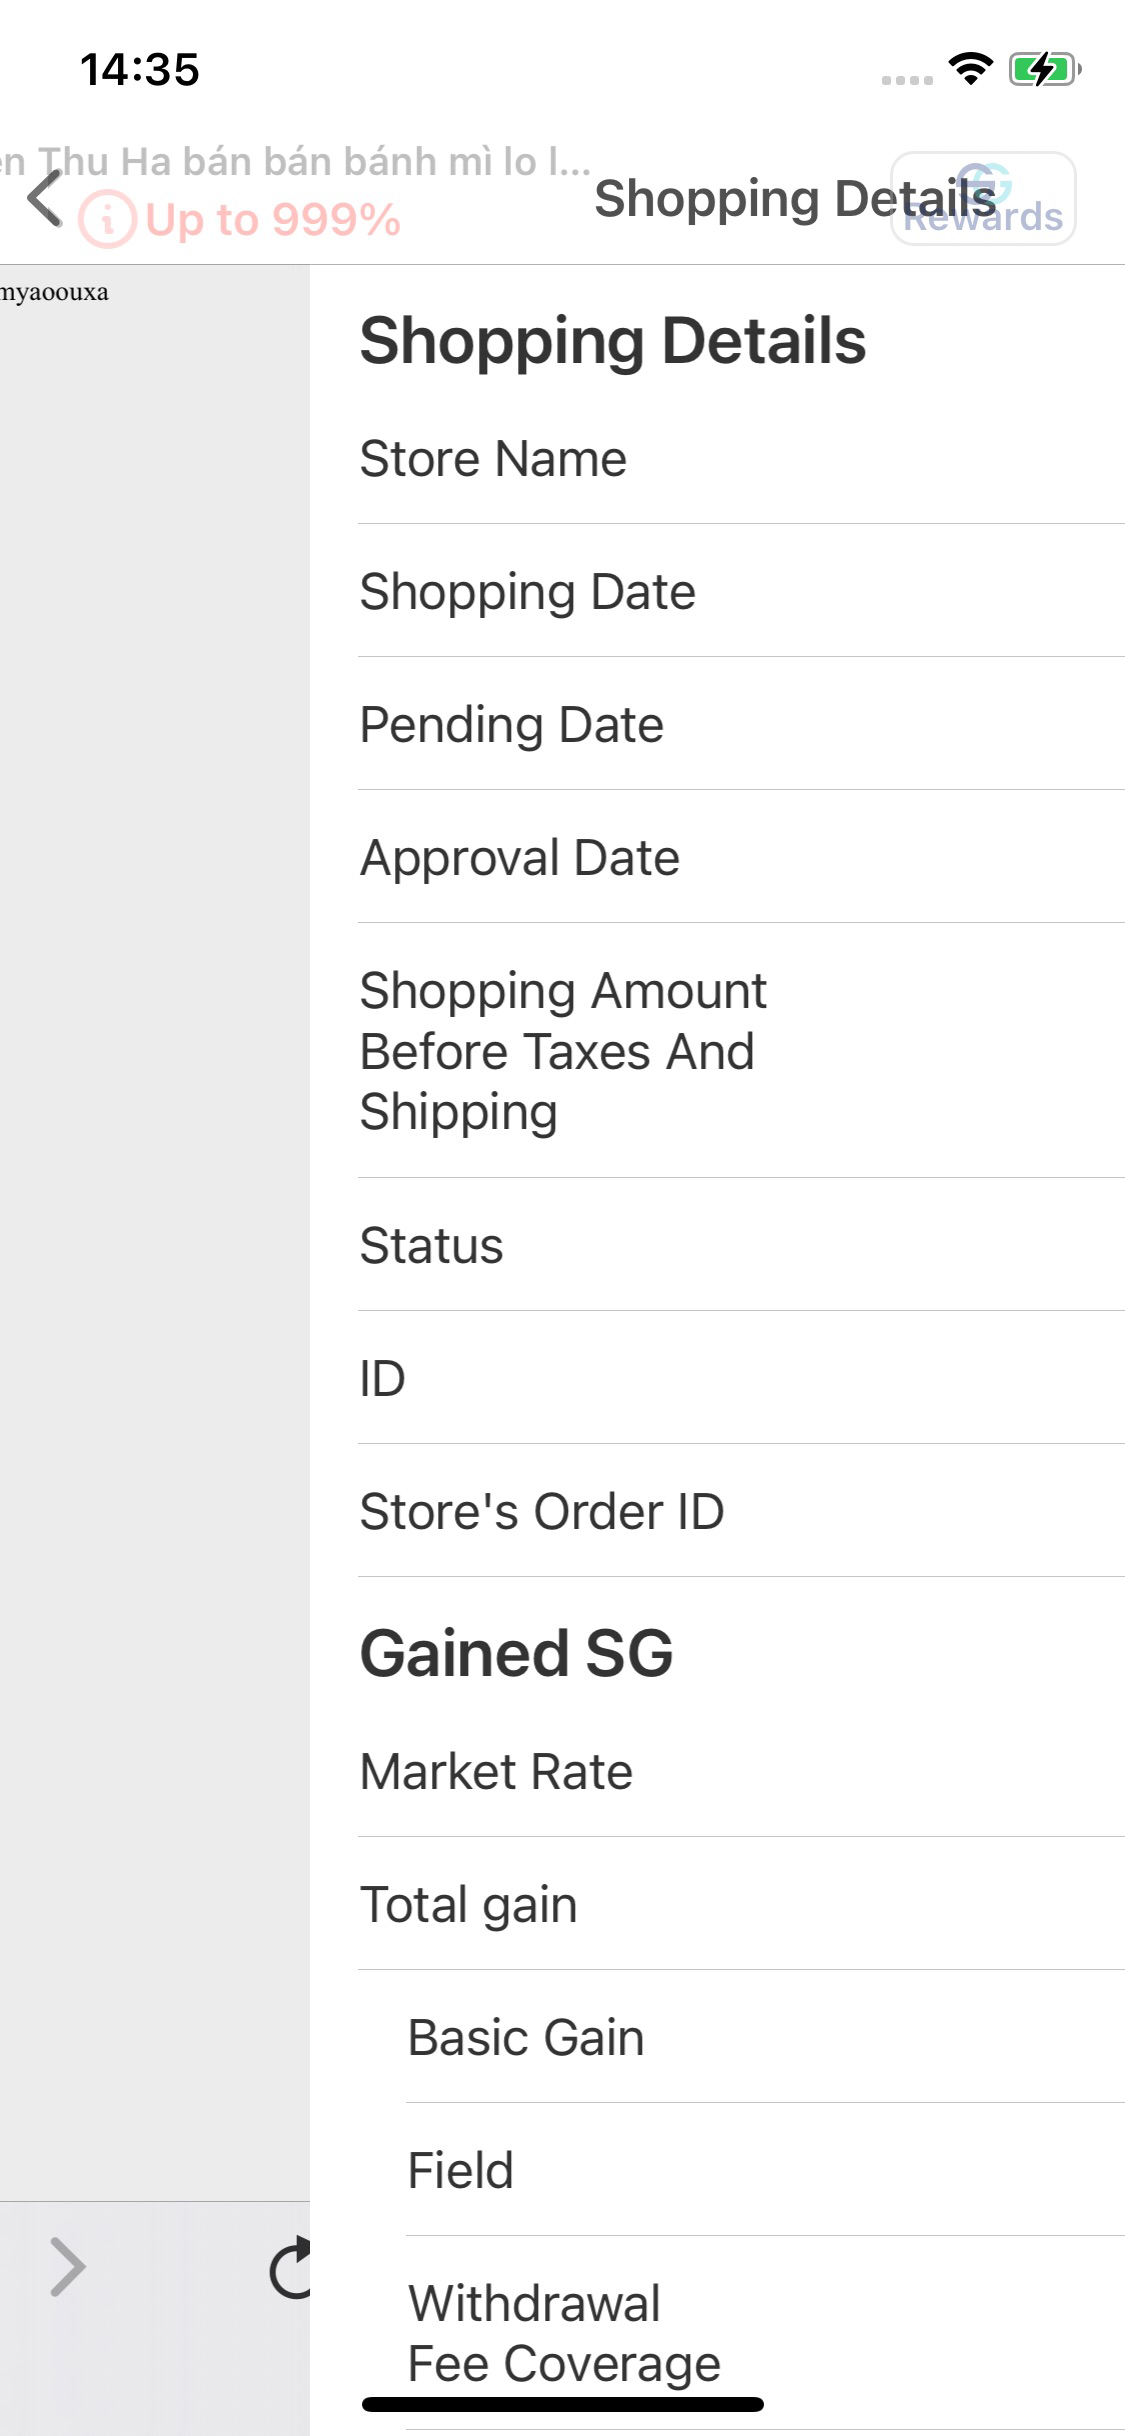 14:35
en Thu Ha bán bán bánh mì lo l...
Up to 999%
Shopping Details
Rewards
myaoouxa
Shopping Details
Store Name
Shopping Date
Pending Date
Approval Date
Shopping Amount
Before Taxes And
Shipping
Status
ID
Store's Order ID
Gained SG
Market Rate
Total gain
Basic Gain
Field
Withdrawal
Fee Coverage